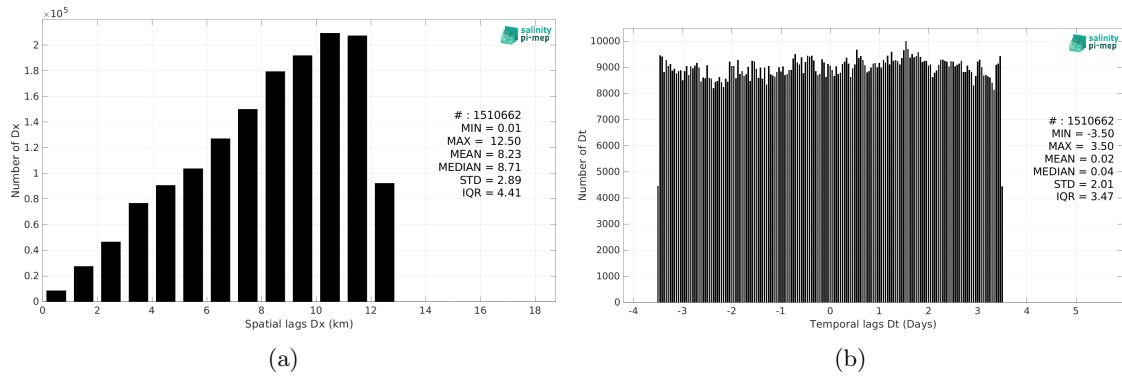 ×10⁵
2
1.8
1.6
1.4
1.2
1
0.8
0.6
0.4
0.2
0
Number of Dx
0 2 4 6 8 10 12 14 16 18
Spatial lags Dx (km)
salinity
pi-mep
# : 1510662
MIN = 0.01
MAX = 12.50
MEAN = 8.23
MEDIAN = 8.71
STD = 2.89
IQR = 4.41
(a)
10000
9000
8000
7000
6000
5000
4000
3000
2000
1000
0
Number of Dt
-4 -3 -2 -1 0 1 2 3 4 5
Temporal lags Dt (Days)
salinity
pi-mep
# : 1510662
MIN = -3.50
MAX = 3.50
MEAN = 0.02
MEDIAN = 0.04
STD = 2.01
IQR = 3.47
(b)